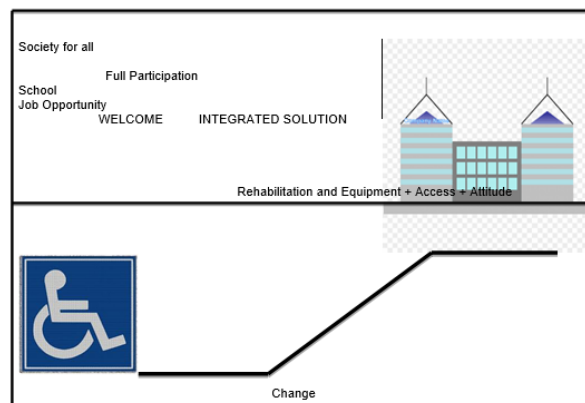 Society for all
Full Participation
School
Job Opportunity
WELCOME INTEGRATED SOLUTION
Rehabilitation and Equipment + Access + Attitude
Change